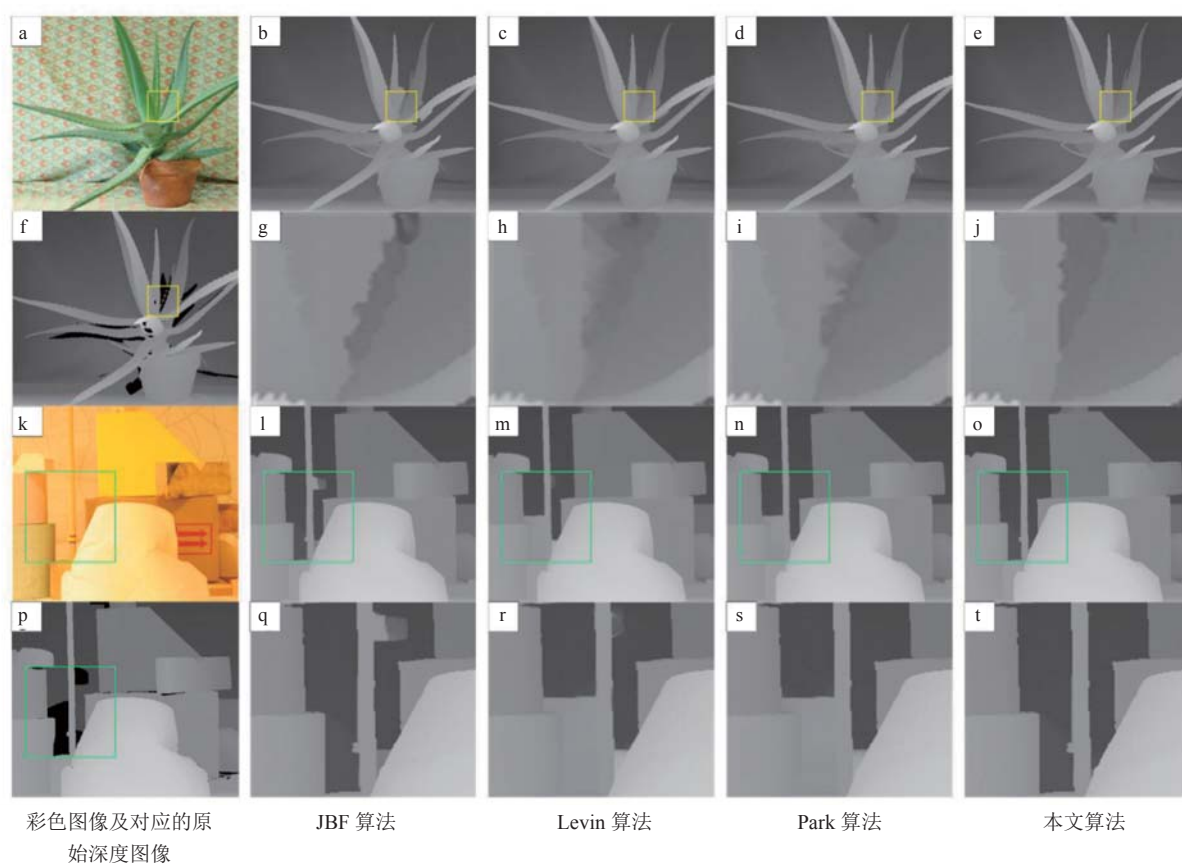 a b c d e
f g h i j
k l m n o
p q r s t
彩色图像及对应的原
始深度图像
JBF 算法
Levin 算法
Park 算法
本文算法